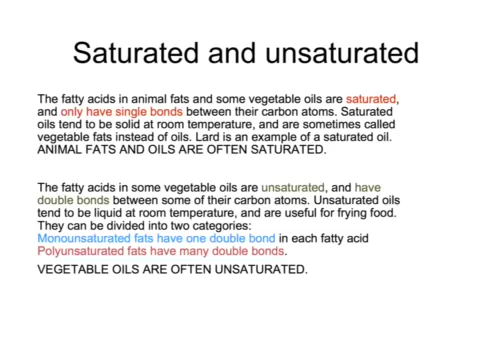 Saturated and unsaturated
The fatty acids in animal fats and some vegetable oils are saturated,
and only have single bonds between their carbon atoms. Saturated
oils tend to be solid at room temperature, and are sometimes called
vegetable fats instead of oils. Lard is an example of a saturated oil.
ANIMAL FATS AND OILS ARE OFTEN SATURATED.
The fatty acids in some vegetable oils are unsaturated, and have
double bonds between some of their carbon atoms. Unsaturated oils
tend to be liquid at room temperature, and are useful for frying food.
They can be divided into two categories:
Monounsaturated fats have one double bond in each fatty acid
Polyunsaturated fats have many double bonds.
VEGETABLE OILS ARE OFTEN UNSATURATED.